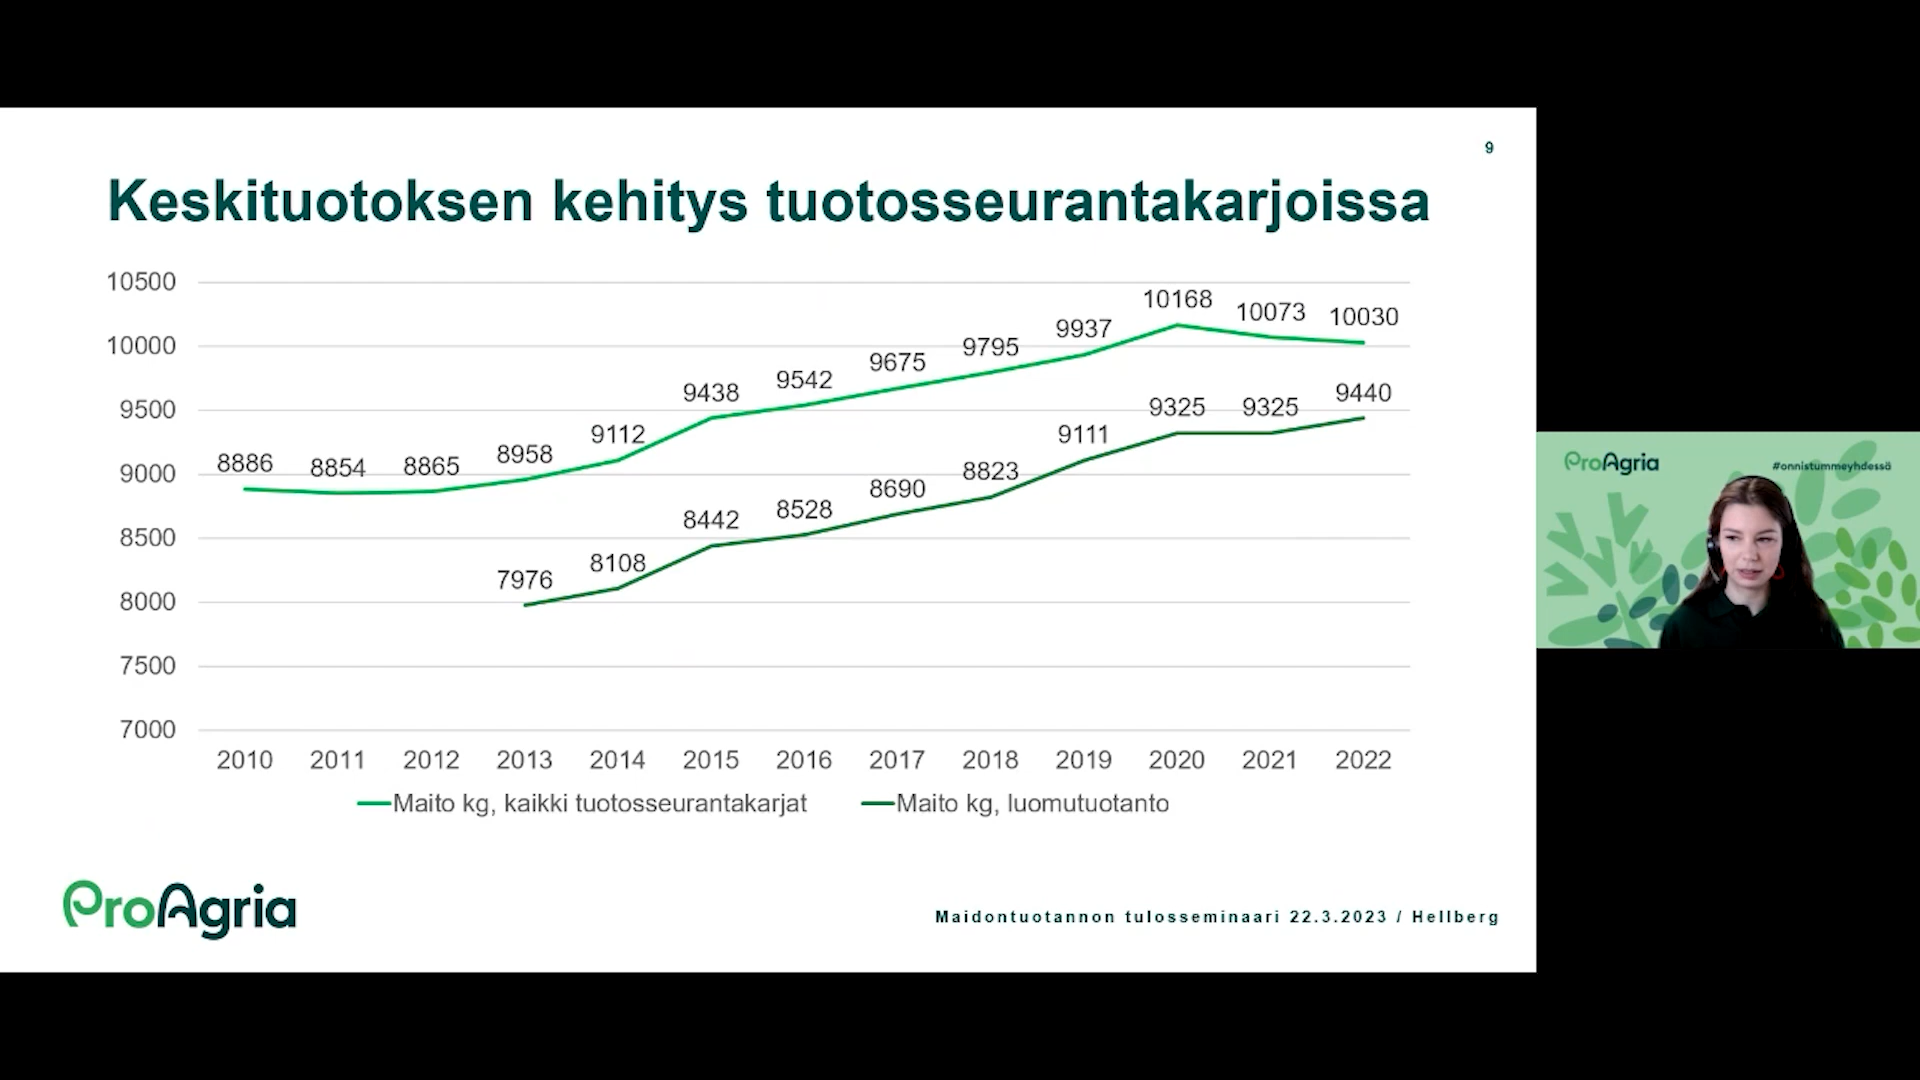 9
Keskituotoksen kehitys tuotosseurantakarjoissa
10500
10000
9500
9000
8500
8000
7500
7000
8886 8854 8865 8958 9112 9438 9542 9675 9795 9937 10168 10073 10030
7976 8108 8442 8528 8690 8823 9111 9325 9325 9440
2010 2011 2012 2013 2014 2015 2016 2017 2018 2019 2020 2021 2022
Maito kg, kaikki tuotosseurantakarjat Maito kg, luomutuotanto
ProAgria
Maidontuotannon tulosseminaari 22.3.2023 / Hellberg
ProAgria
#onnistummeyhdessä